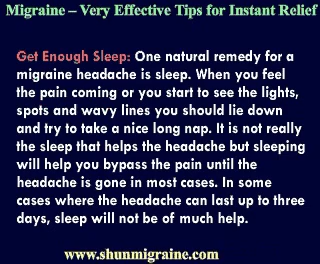 Migraine – Very Effective Tips for Instant Relief
Get Enough Sleep: One natural remedy for a
migraine headache is sleep. When you feel
the pain coming or you start to see the lights,
spots and wavy lines you should lie down
and try to take a nice long nap. It is not really
the sleep that helps the headache but sleeping
will help you bypass the pain until the
headache is gone in most cases. In some
cases where the headache can last up to three
days, sleep will not be of much help.
www.shunmigraine.com